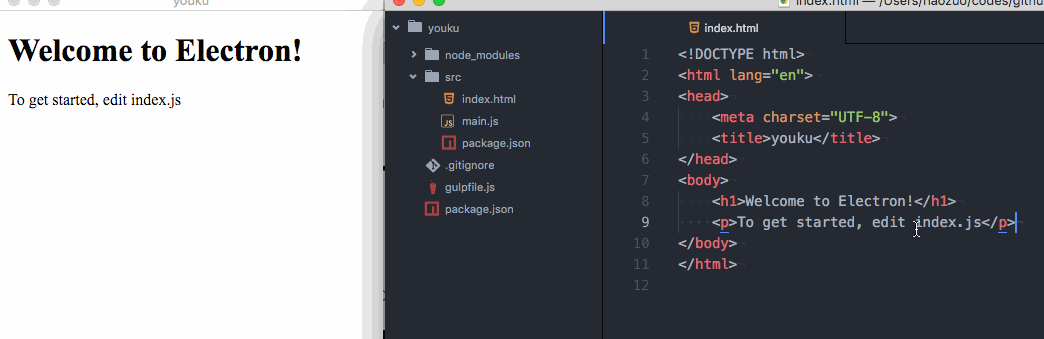 youku
Welcome to Electron!
To get started, edit index.js
index.html — /Users/haozuo/codes/githu
youku
node_modules
src
index.html
main.js
package.json
.gitignore
gulpfile.js
package.json
index.html
1 <!DOCTYPE html>
2 <html lang="en">
3 <head>
4 <meta charset="UTF-8">
5 <title>youku</title>
6 </head>
7 <body>
8 <h1>Welcome to Electron!</h1>
9 <p>To get started, edit index.js</p>
10 </body>
11 </html>
12